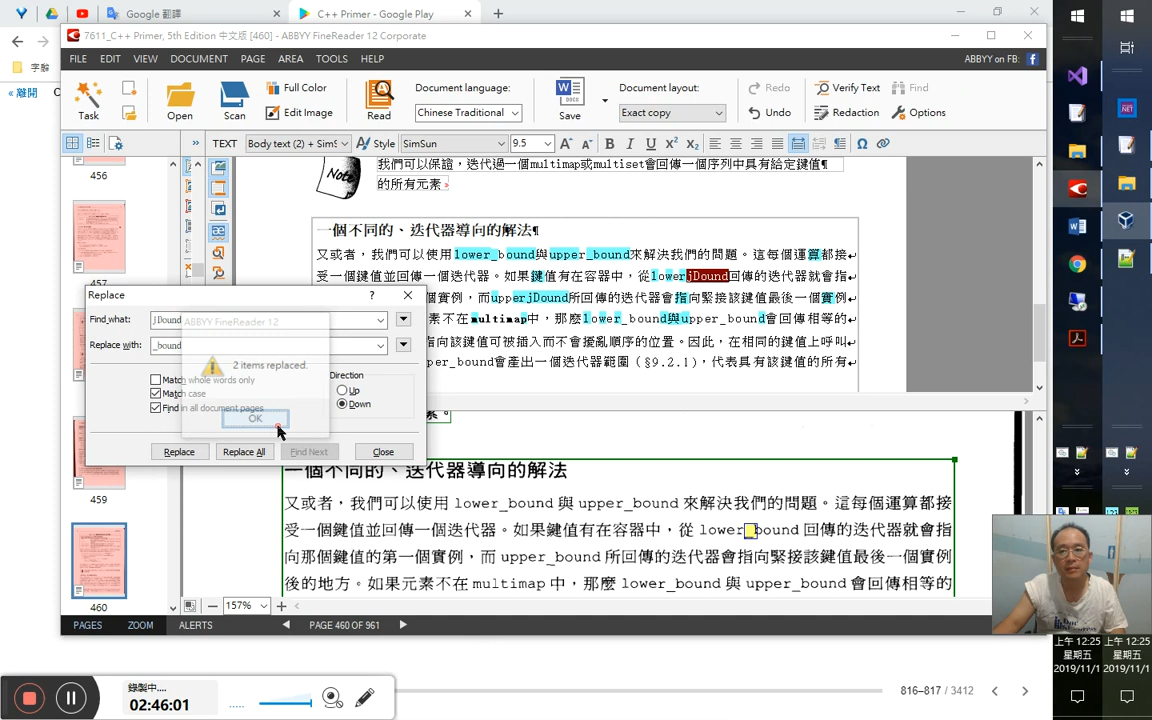 Google 翻譯
C++ Primer - Google Play
7611_C++ Primer, 5th Edition 中文版 [460] - ABBYY FineReader 12 Corporate
字齡
« 離開
FILE EDIT VIEW DOCUMENT PAGE AREA TOOLS HELP
ABBYY on FB:
Task
Open
Scan
Full Color
Edit Image
Read
Document language:
Chinese Traditional
Save
Document layout:
Exact copy
Redo
Undo
Verify Text
Find
Redaction
Options
TEXT
Body text (2) + SimS
Style
SimSun
9.5
456
457
459
460
Note
我們可以保證，迭代過一個multimap或multiset會回傳一個序列中具有給定鍵值¶
的所有元素
一個不同的、迭代器導向的解法¶
又或者，我們可以使用lower_bound與upper_bound來解決我們的問題。這每個運算都接
受一個鍵值並回傳一個迭代器。如果鍵值有在容器中，從lowerjDound回傳的迭代器就會指
個實例，而upperjDound所回傳的迭代器會指向緊接該鍵值最後一個實例
素不在multimap中，那麼lower_bound與upper_bound會回傳相等的
指向該鍵值可被插入而不會擾亂順序的位置。因此，在相同的鍵值上呼叫
pper_bound會產出一個迭代器範圍（§9.2.1），代表具有該鍵值的所有
素。
Replace
Find what:
JDound
ABBYY FineReader 12
Replace with:
_bound
2 items replaced.
Match whole words only
Match case
Find in all document pages
Direction
Up
Down
OK
Replace
Replace All
Find Next
Close
一個不同的、迭代器導向的解法
又或者，我們可以使用 lower_bound 與 upper_bound 來解決我們的問題。這每個運算都接
受一個鍵值並回傳一個迭代器。如果鍵值有在容器中，從 lower_bound 回傳的迭代器就會指
向那個鍵值的第一個實例，而 upper_bound 所回傳的迭代器會指向緊接該鍵值最後一個實例
後的地方。如果元素不在 multimap 中，那麼 lower_bound 與 upper_bound 會回傳相等的
157%
PAGES ZOOM ALERTS
PAGE 460 OF 961
上午 12:25
星期五
2019/11/1
上午 12:25
星期五
2019/11/1
錄製中....
02:46:01
816–817 / 3412